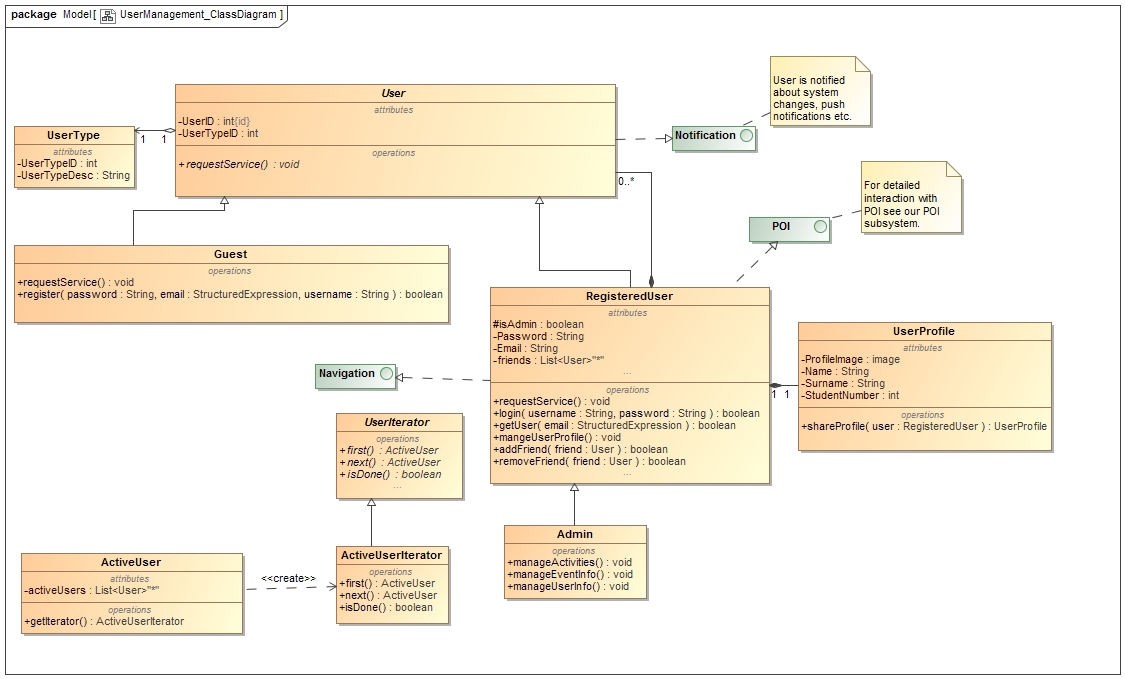 package Model[ UserManagement_ClassDiagram ]
User
attributes
-UserID : int{id}
-UserTypeID : int
operations
+requestService() : void
UserType
attributes
-UserTypeID : int
-UserTypeDesc : String
1
1
User is notified
about system
changes, push
notifications etc.
Notification
0..*
For detailed
interaction with
POI see our POI
subsystem.
POI
Guest
operations
+requestService() : void
+register( password : String, email : StructuredExpression, username : String ) : boolean
RegisteredUser
attributes
#isAdmin : boolean
-Password : String
-Email : String
-friends : List<User>"*"
...
operations
+requestService() : void
+login( username : String, password : String ) : boolean
+getUser( email : StructuredExpression ) : boolean
+mangeUserProfile() : void
+addFriend( friend : User ) : boolean
+removeFriend( friend : User ) : boolean
...
1
1
UserProfile
attributes
-ProfileImage : image
-Name : String
-Surname : String
-StudentNumber : int
operations
+shareProfile( user : RegisteredUser ) : UserProfile
Navigation
UserIterator
operations
+first() : ActiveUser
+next() : ActiveUser
+isDone() : boolean
...
ActiveUser
attributes
-activeUsers : List<User>"*"
operations
+getIterator() : ActiveUserIterator
<<create>>
ActiveUserIterator
operations
+first() : ActiveUser
+next() : ActiveUser
+isDone() : boolean
Admin
operations
+manageActivities() : void
+manageEventInfo() : void
+manageUserInfo() : void